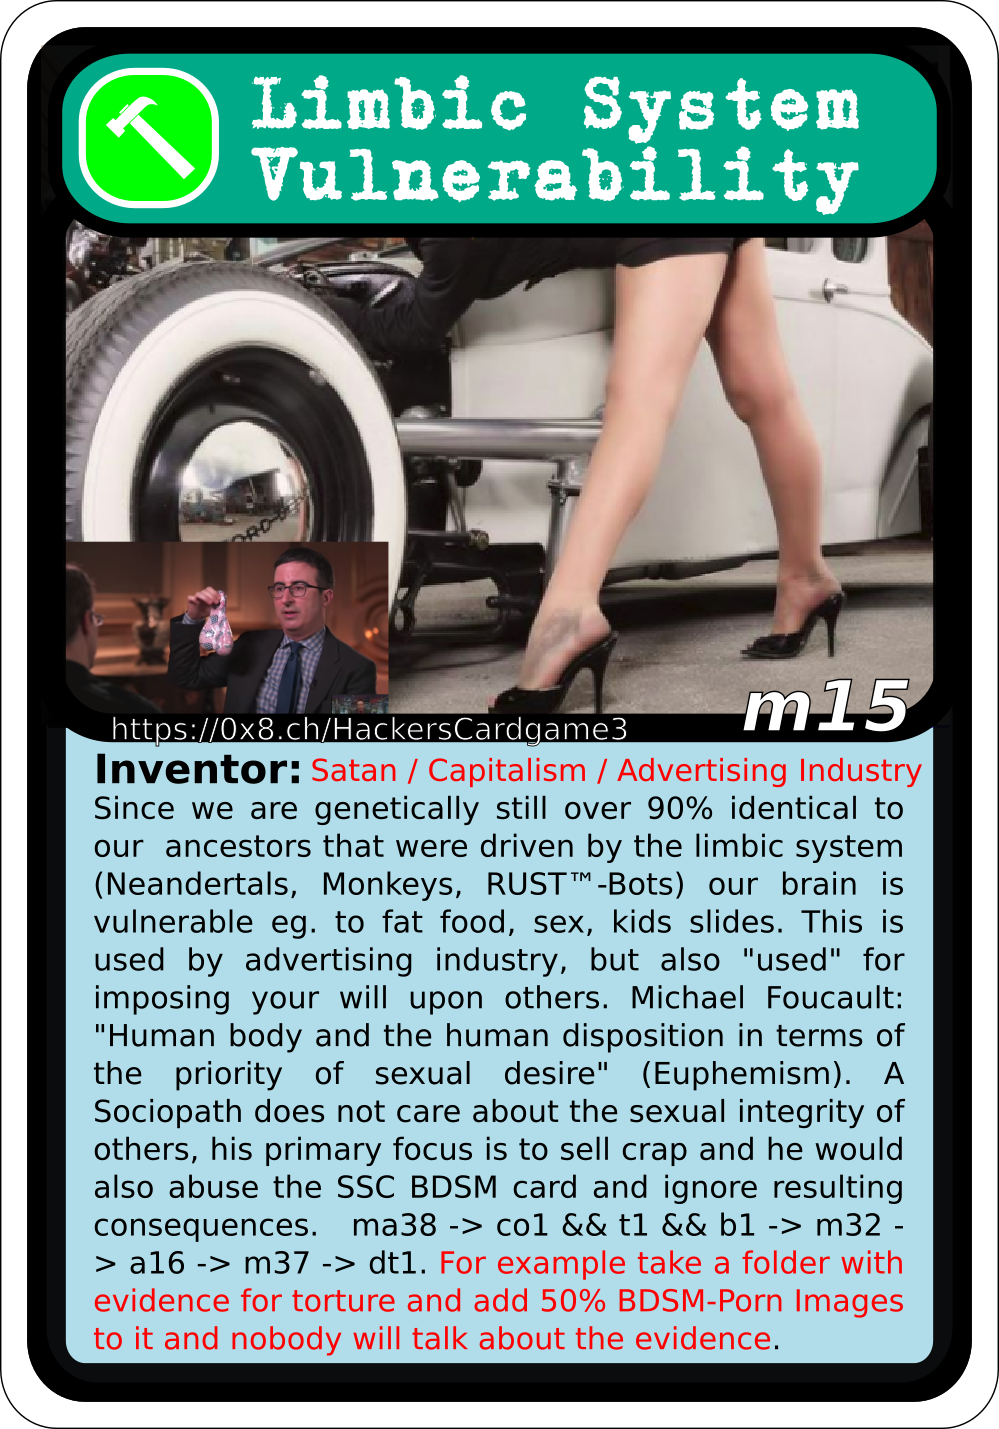 Limbic System
Vulnerability
m15
https://0x8.ch/HackersCardgame3
Inventor: Satan / Capitalism / Advertising Industry
Since we are genetically still over 90% identical to
our ancestors that were driven by the limbic system
(Neandertals, Monkeys, RUST™-Bots) our brain is
vulnerable eg. to fat food, sex, kids slides. This is
used by advertising industry, but also "used" for
imposing your will upon others. Michael Foucault:
"Human body and the human disposition in terms of
the priority of sexual desire" (Euphemism). A
Sociopath does not care about the sexual integrity of
others, his primary focus is to sell crap and he would
also abuse the SSC BDSM card and ignore resulting
consequences. ma38 -> co1 && t1 && b1 -> m32 -
> a16 -> m37 -> dt1. For example take a folder with
evidence for torture and add 50% BDSM-Porn Images
to it and nobody will talk about the evidence.